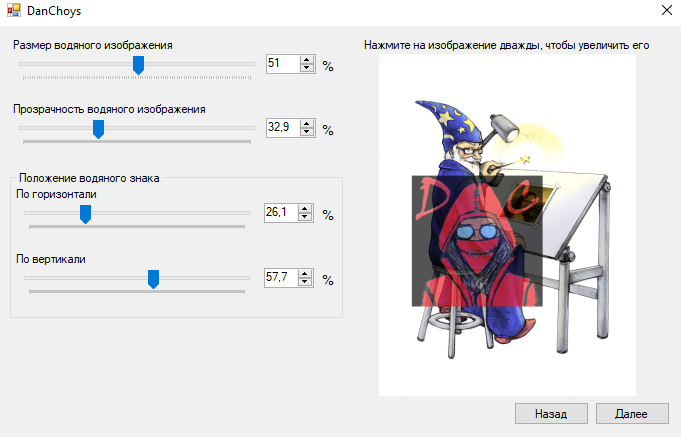 DanChoys
Размер водяного изображения
51 %
Прозрачность водяного изображения
32,9 %
Положение водяного знака
По горизонтали
26,1 %
По вертикали
57,7 %
Нажмите на изображение дважды, чтобы увеличить его
D C
Назад Далее